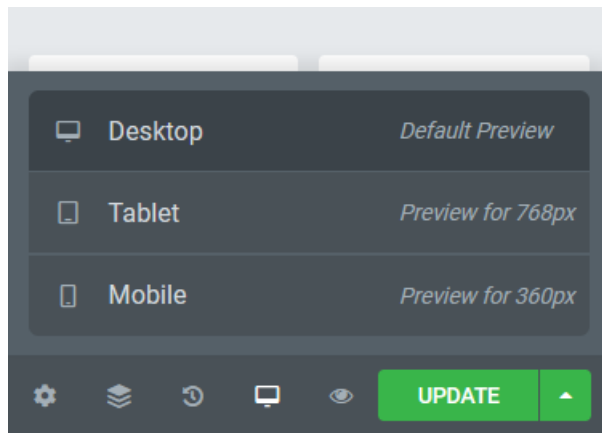 Desktop Default Preview
Tablet Preview for 768px
Mobile Preview for 360px
UPDATE